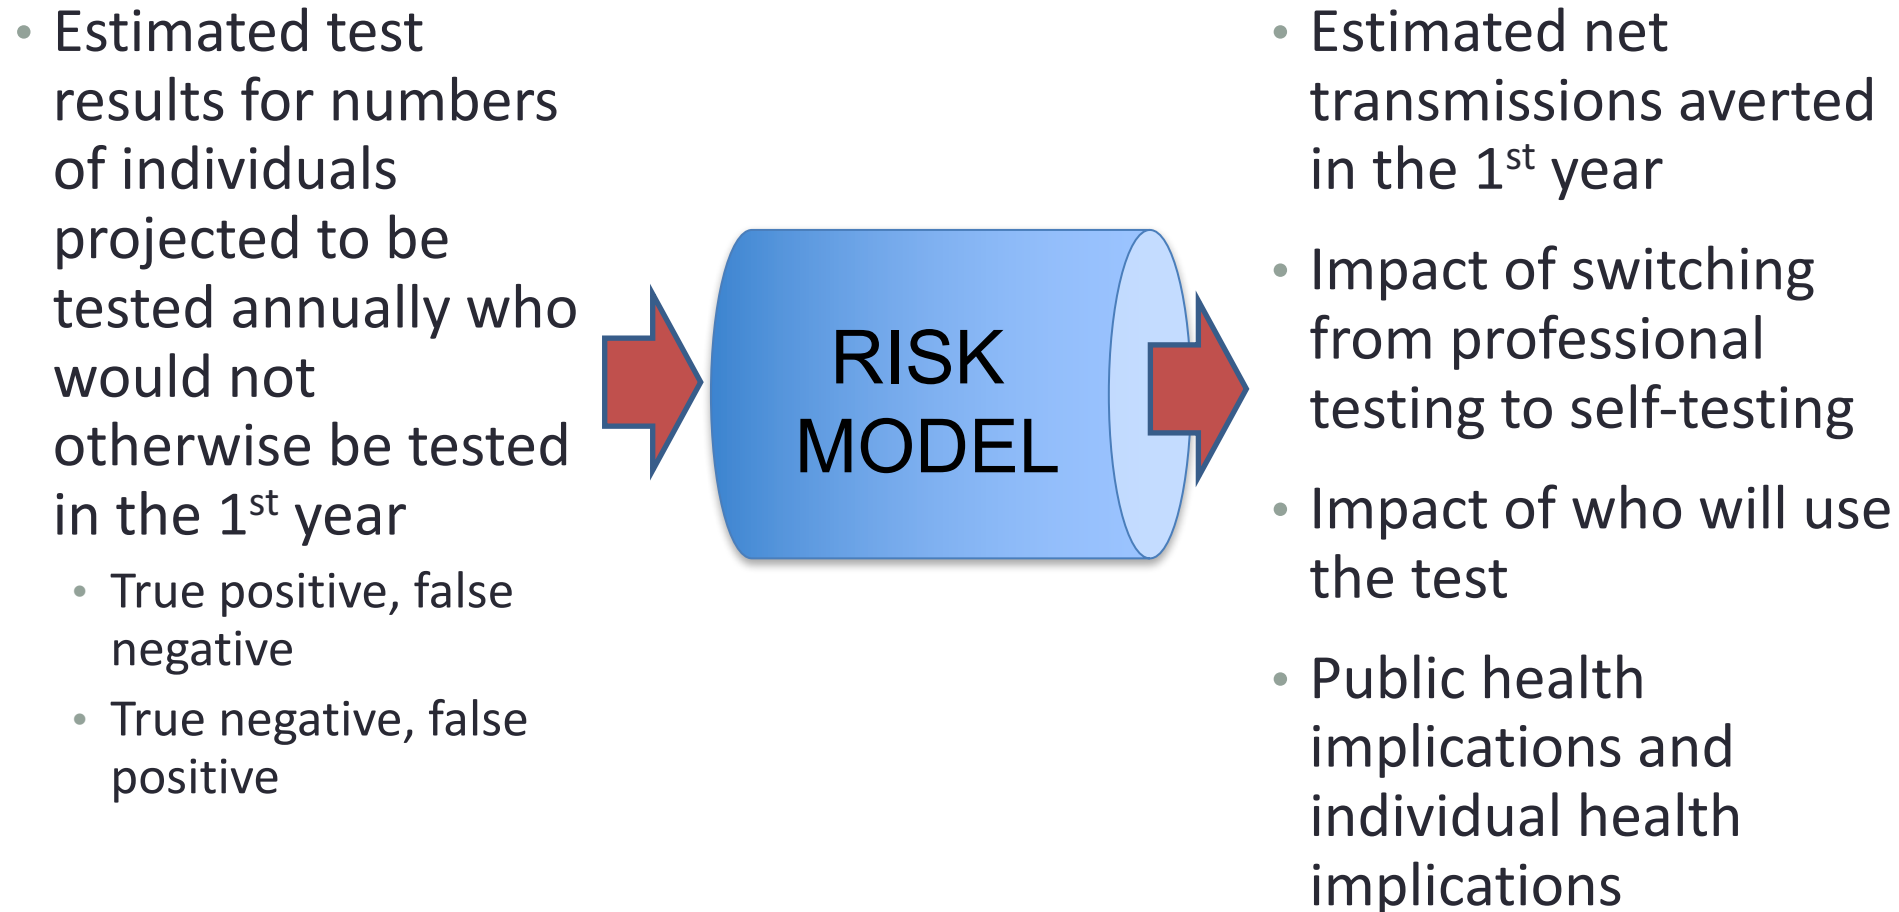 • Estimated test
results for numbers
of individuals
projected to be
tested annually who
would not
otherwise be tested
in the 1st year
• True positive, false
negative
• True negative, false
positive
RISK
MODEL
• Estimated net
transmissions averted
in the 1st year
• Impact of switching
from professional
testing to self-testing
• Impact of who will use
the test
• Public health
implications and
individual health
implications